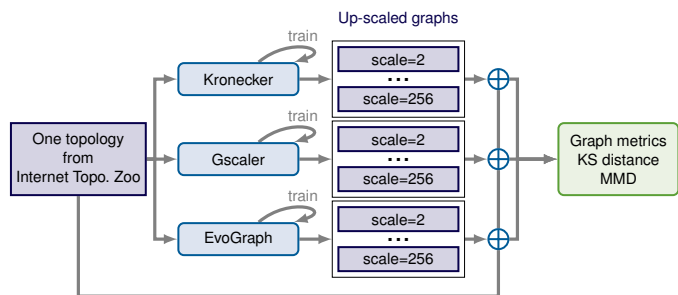 Up-scaled graphs
train
Kronecker
scale=2
...
scale=256
train
One topology
from
Internet Topo. Zoo
Gscaler
scale=2
...
scale=256
Graph metrics
KS distance
MMD
train
EvoGraph
scale=2
...
scale=256